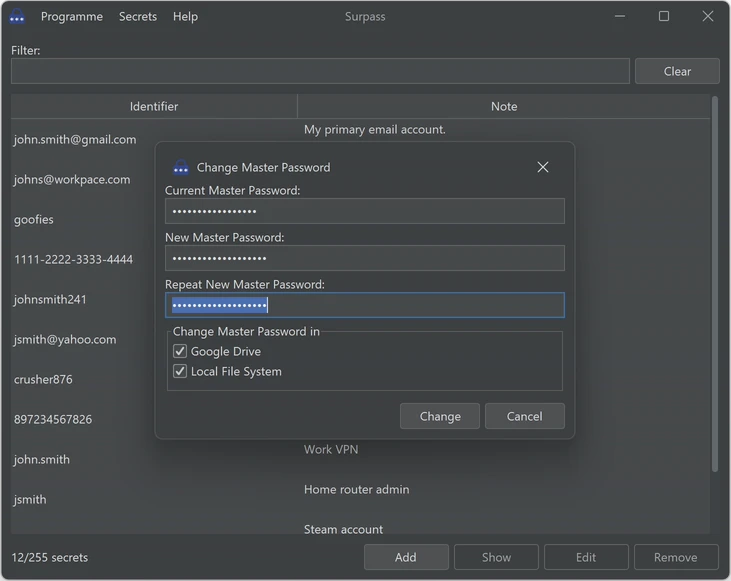 Programme Secrets Help Surpass
Filter:
Clear
Identifier Note
My primary email account.
john.smith@gmail.com
johns@workpace.com
goofies
1111-2222-3333-4444
johnsmith241
jsmith@yahoo.com
crusher876
897234567826
john.smith
jsmith
Change Master Password
Current Master Password:
•••••••••••••••••
New Master Password:
•••••••••••••••••••
Repeat New Master Password:
•••••••••••••••••••
Change Master Password in
Google Drive
Local File System
Change Cancel
Work VPN
Home router admin
Steam account
12/255 secrets Add Show Edit Remove